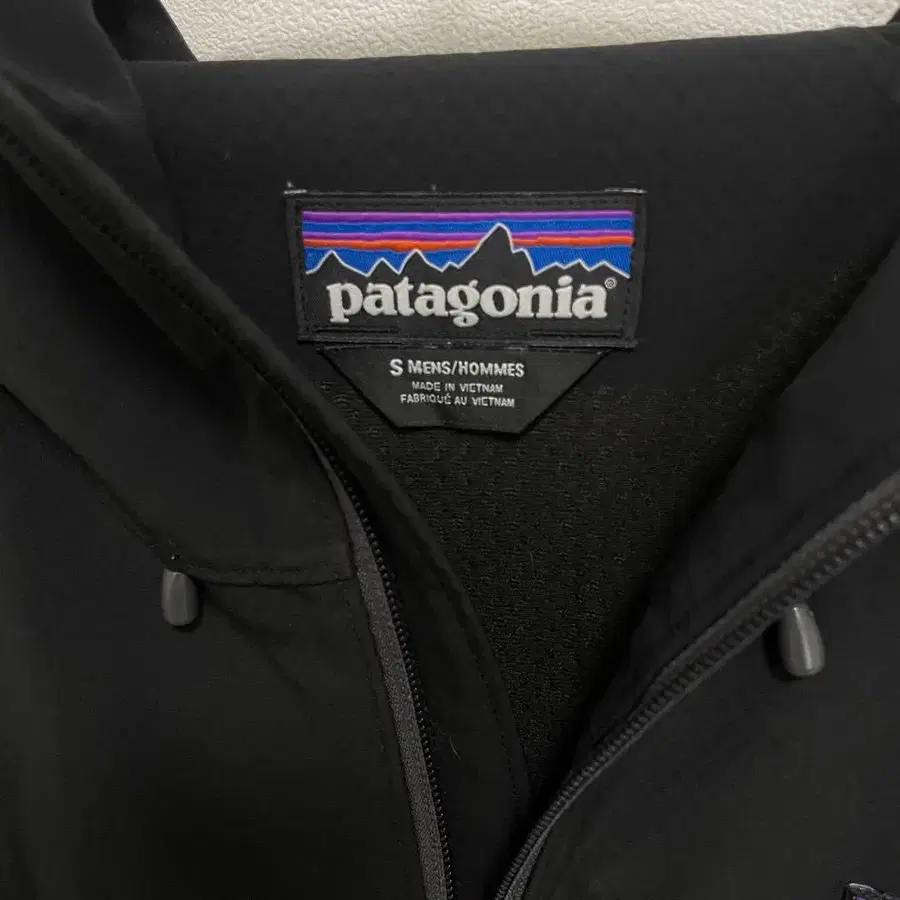 patagonia®
S MENS/HOMMES
MADE IN VIETNAM
FABRIQUÉ AU VIETNAM